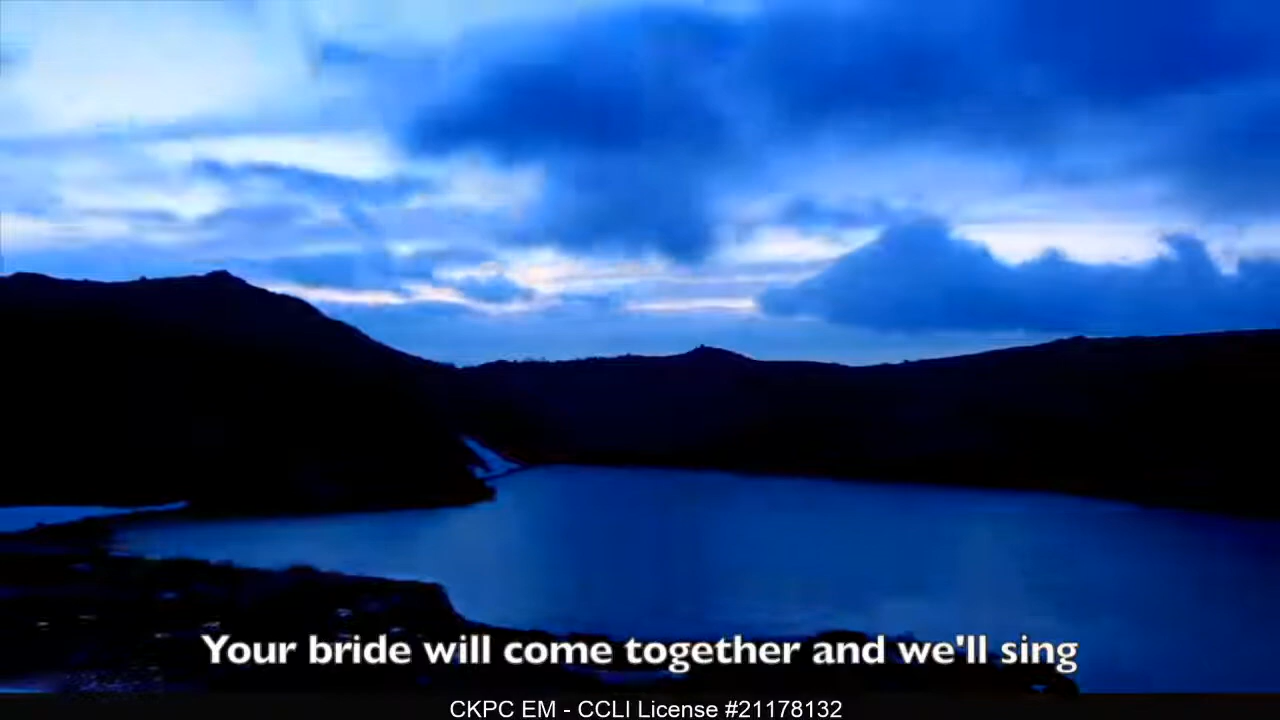 Your bride will come together and we'll sing
CKPC EM - CCLI License #21178132